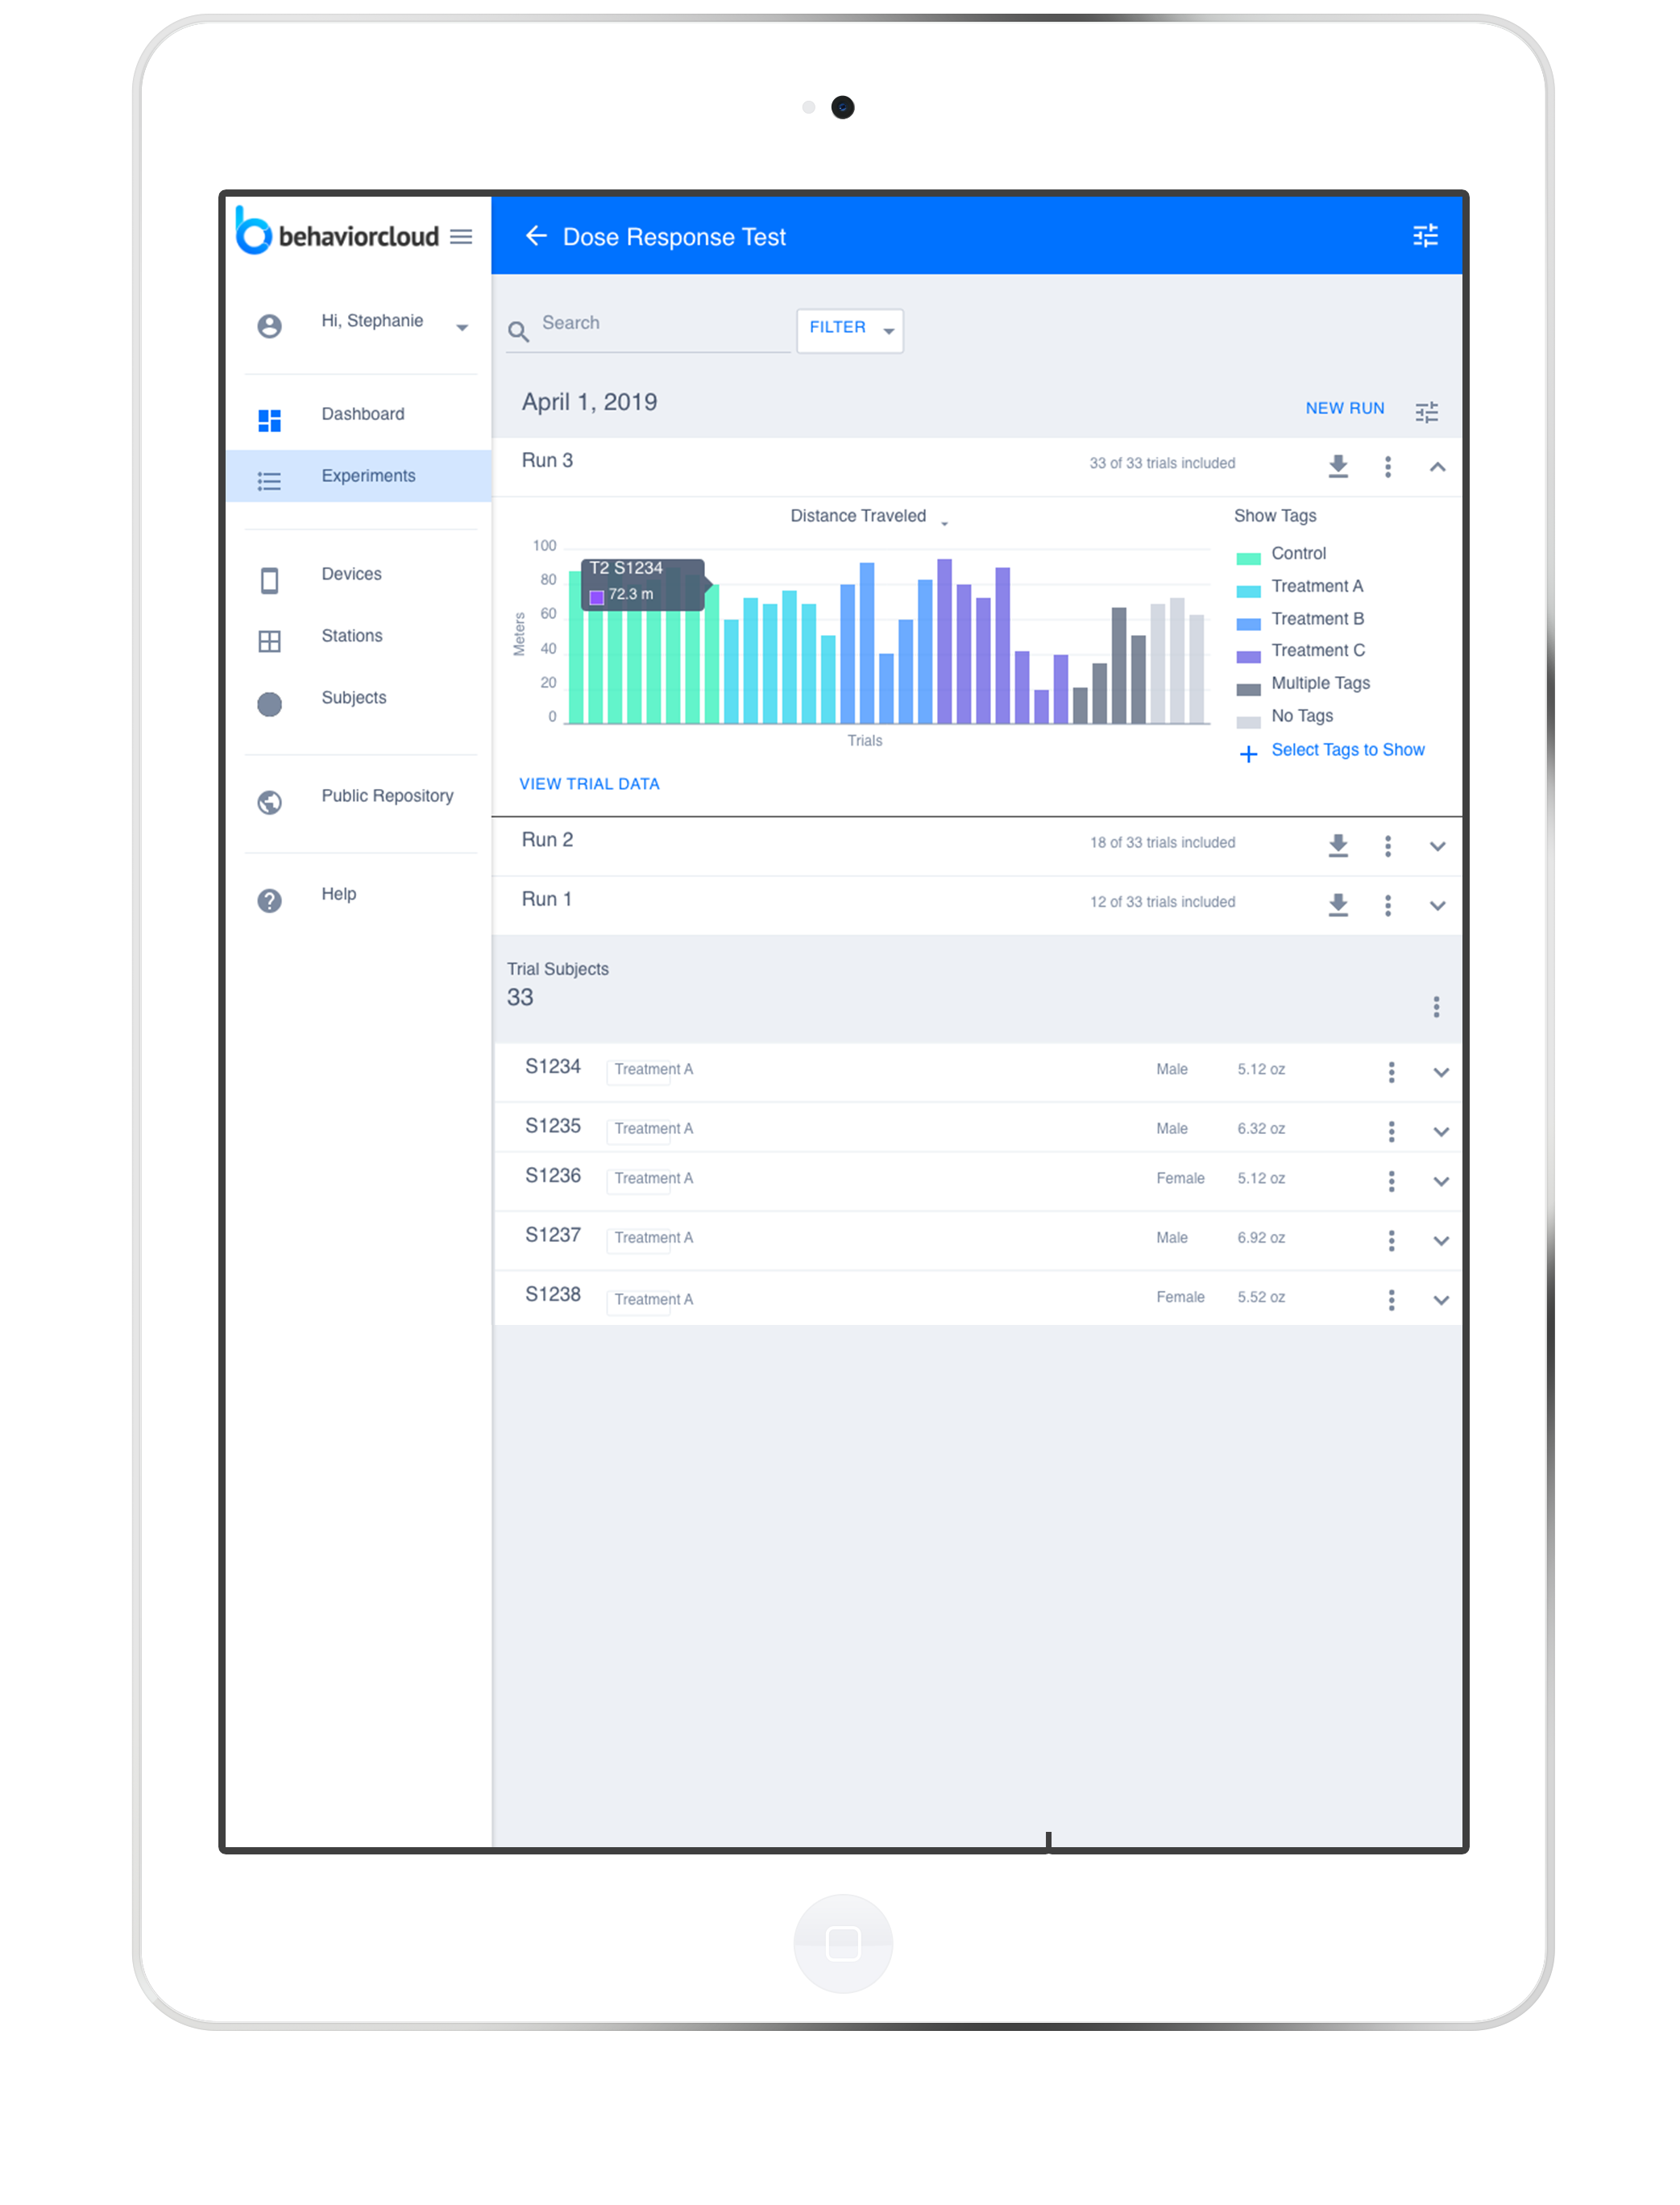 behaviorcloud
Hi, Stephanie
Dashboard
Experiments
Devices
Stations
Subjects
Public Repository
Help
Dose Response Test
Search
FILTER
April 1, 2019
NEW RUN
Run 3
33 of 33 trials included
Distance Traveled
Meters
100
80
60
40
20
0
T2 S1234
72.3 m
Trials
Show Tags
Control
Treatment A
Treatment B
Treatment C
Multiple Tags
No Tags
Select Tags to Show
VIEW TRIAL DATA
Run 2
18 of 33 trials included
Run 1
12 of 33 trials included
Trial Subjects
33
S1234 Treatment A Male 5.12 oz
S1235 Treatment A Male 6.32 oz
S1236 Treatment A Female 5.12 oz
S1237 Treatment A Male 6.92 oz
S1238 Treatment A Female 5.52 oz